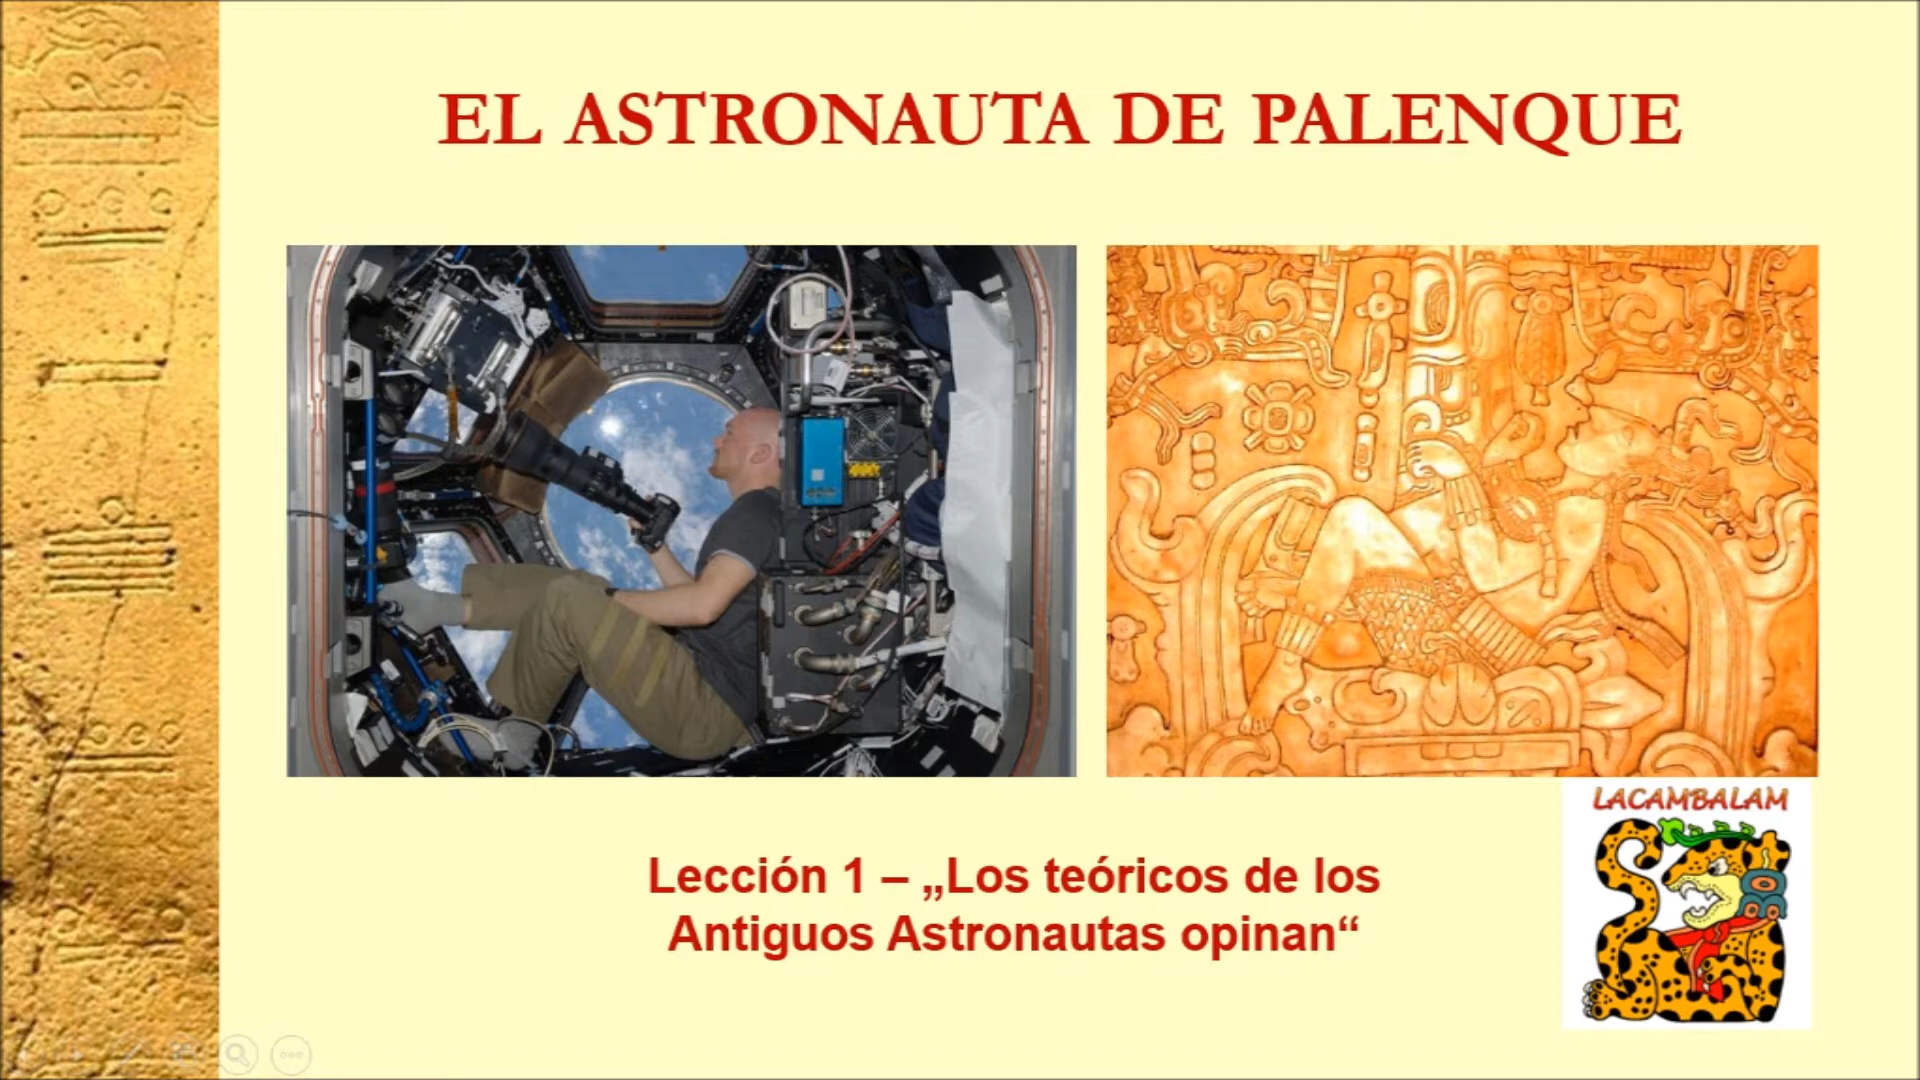 EL ASTRONAUTA DE PALENQUE
LACAMBALAM
Lección 1 – „Los teóricos de los
Antiguos Astronautas opinan“